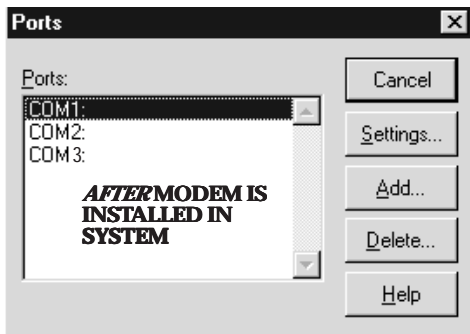 Ports
Ports:
COM1:
COM2:
COM3:
AFTER MODEM IS
INSTALLED IN
SYSTEM
Cancel
Settings...
Add...
Delete...
Help